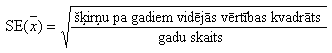 SE(x̄) = √(šķirņu pa gadiem vidējās vērtības kvadrāts / gadu skaits)